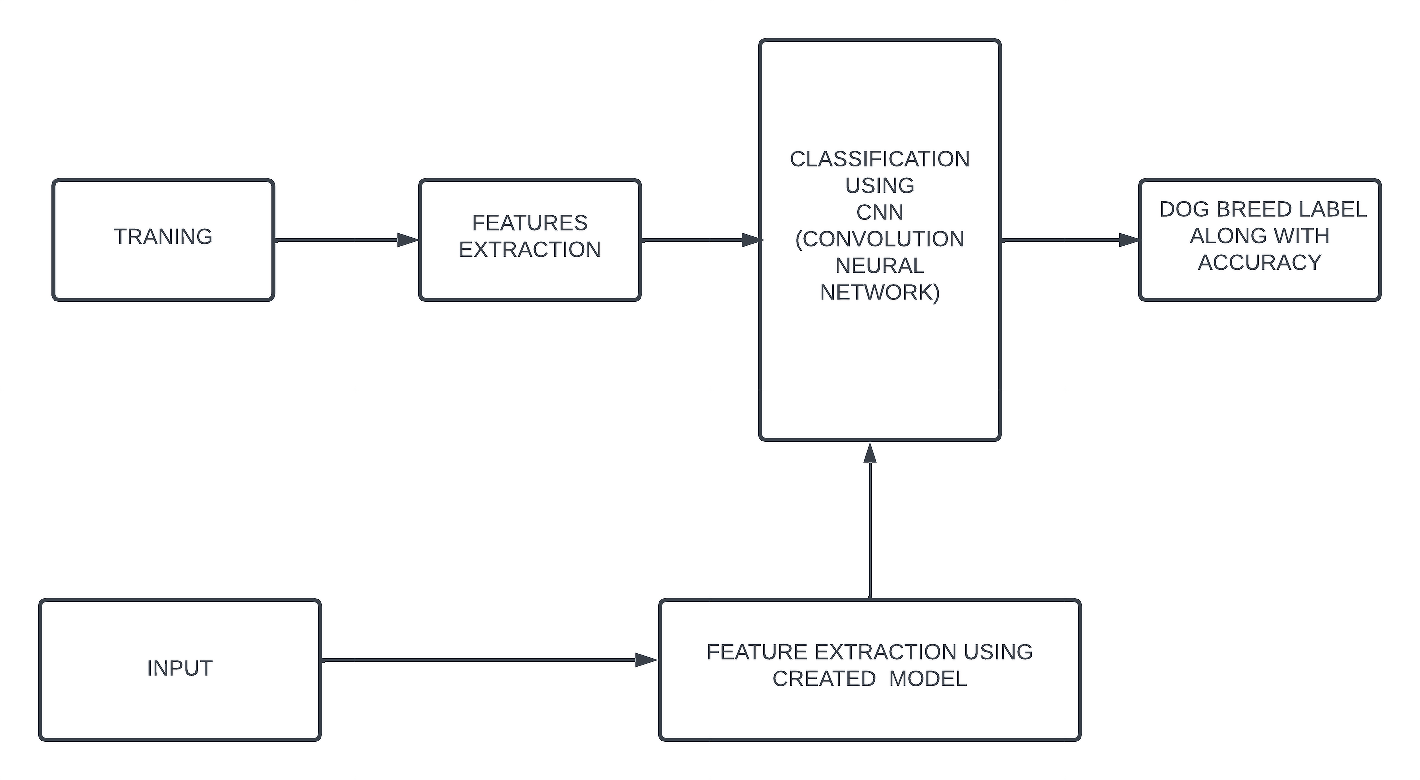 TRANING
FEATURES
EXTRACTION
CLASSIFICATION
USING
CNN
(CONVOLUTION
NEURAL
NETWORK)
DOG BREED LABEL
ALONG WITH
ACCURACY
INPUT
FEATURE EXTRACTION USING
CREATED  MODEL